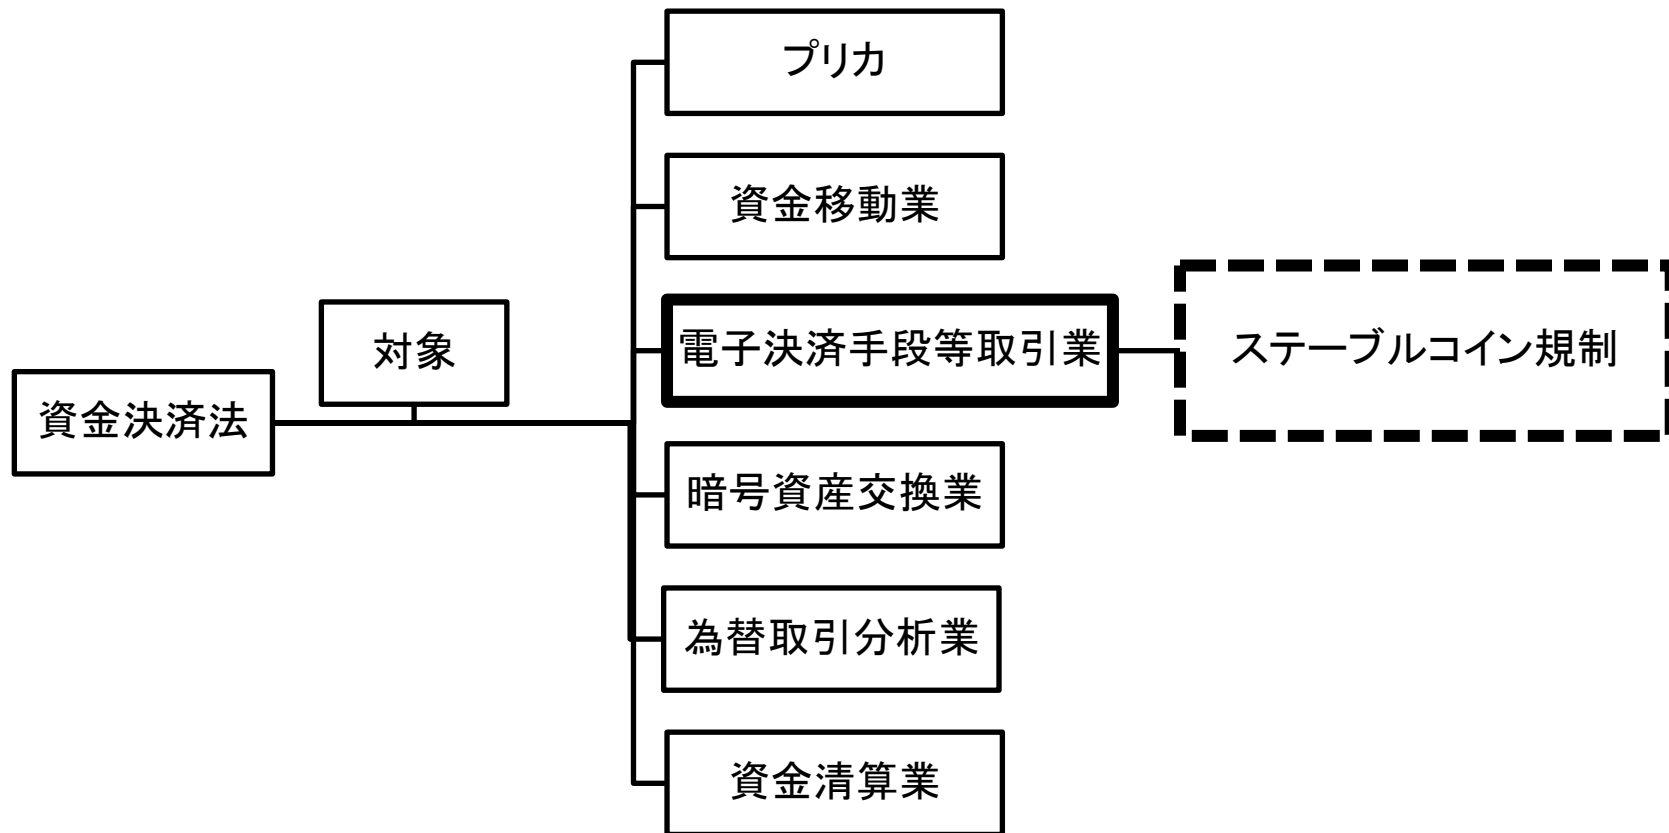 プリカ
資金移動業
電子決済手段等取引業
ステーブルコイン規制
対象
資金決済法
暗号資産交換業
為替取引分析業
資金清算業